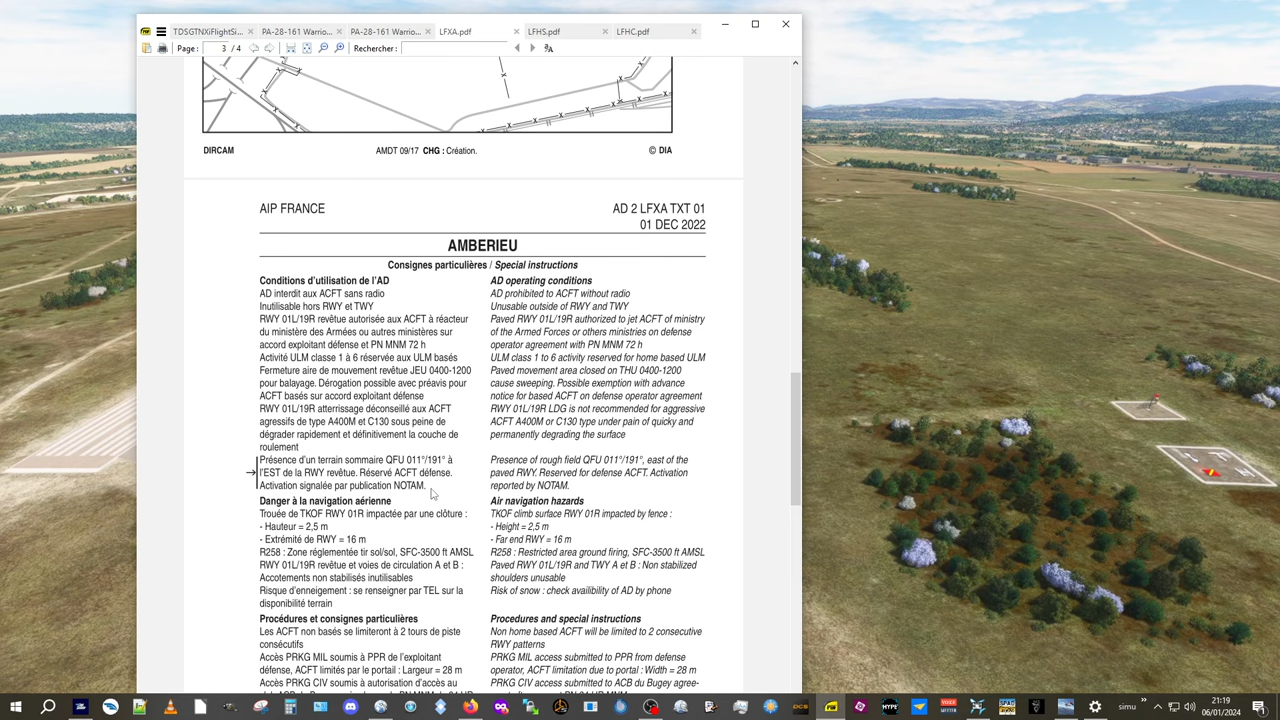 TDSGTNXiFlightSi...
PA-28-161 Warrio...
PA-28-161 Warrio...
LFXA.pdf
LFHS.pdf
LFHC.pdf
Page :
3 / 4
Rechercher :
DIRCAM
AMDT 09/17 CHG : Création.
© DIA
AIP FRANCE
AD 2 LFXA TXT 01
01 DEC 2022
AMBERIEU
Consignes particulières / Special instructions
Conditions d'utilisation de l'AD
AD interdit aux ACFT sans radio
Inutilisable hors RWY et TWY
RWY 01L/19R revêtue autorisée aux ACFT à réacteur
du ministère des Armées ou autres ministères sur
accord exploitant défense et PN MNM 72 h
Activité ULM classe 1 à 6 réservée aux ULM basés
Fermeture aire de mouvement revêtue JEU 0400-1200
pour balayage. Dérogation possible avec préavis pour
ACFT basés sur accord exploitant défense
RWY 01L/19R atterrissage déconseillé aux ACFT
agressifs de type A400M et C130 sous peine de
dégrader rapidement et définitivement la couche de
roulement
Présence d'un terrain sommaire QFU 011°/191° à
l'EST de la RWY revêtue. Réservé ACFT défense.
Activation signalée par publication NOTAM.
Danger à la navigation aérienne
Trouée de TKOF RWY 01R impactée par une clôture :
- Hauteur = 2,5 m
- Extrémité de RWY = 16 m
R258 : Zone réglementée tir sol/sol, SFC-3500 ft AMSL
RWY 01L/19R revêtue et voies de circulation A et B :
Accotements non stabilisés inutilisables
Risque d'enneigement : se renseigner par TEL sur la
disponibilité terrain
Procédures et consignes particulières
Les ACFT non basés se limiteront à 2 tours de piste
consécutifs
Accès PRKG MIL soumis à PPR de l'exploitant
défense, ACFT limités par le portail : Largeur = 28 m
Accès PRKG CIV soumis à autorisation d'accès au
AD operating conditions
AD prohibited to ACFT without radio
Unusable outside of RWY and TWY
Paved RWY 01L/19R authorized to jet ACFT of ministry
of the Armed Forces or others ministries on defense
operator agreement with PN MNM 72 h
ULM class 1 to 6 activity reserved for home based ULM
Paved movement area closed on THU 0400-1200
cause sweeping. Possible exemption with advance
notice for based ACFT on defense operator agreement
RWY 01L/19R LDG is not recommended for aggressive
ACFT A400M or C130 type under pain of quicky and
permanently degrading the surface
Presence of rough field QFU 011°/191°, east of the
paved RWY. Reserved for defense ACFT. Activation
reported by NOTAM.
Air navigation hazards
TKOF climb surface RWY 01R impacted by fence :
- Height = 2,5 m
- Far end RWY = 16 m
R258 : Restricted area ground firing, SFC-3500 ft AMSL
Paved RWY 01L/19R and TWY A et B : Non stabilized
shoulders unusable
Risk of snow : check availibility of AD by phone
Procedures and special instructions
Non home based ACFT will be limited to 2 consecutive
RWY patterns
PRKG MIL access submitted to PPR from defense
operator, ACFT limitation due to portal : Width = 28 m
PRKG CIV access submitted to ACB du Bugey agree-
HYPE
DCS
simu
21:19
06/01/2024